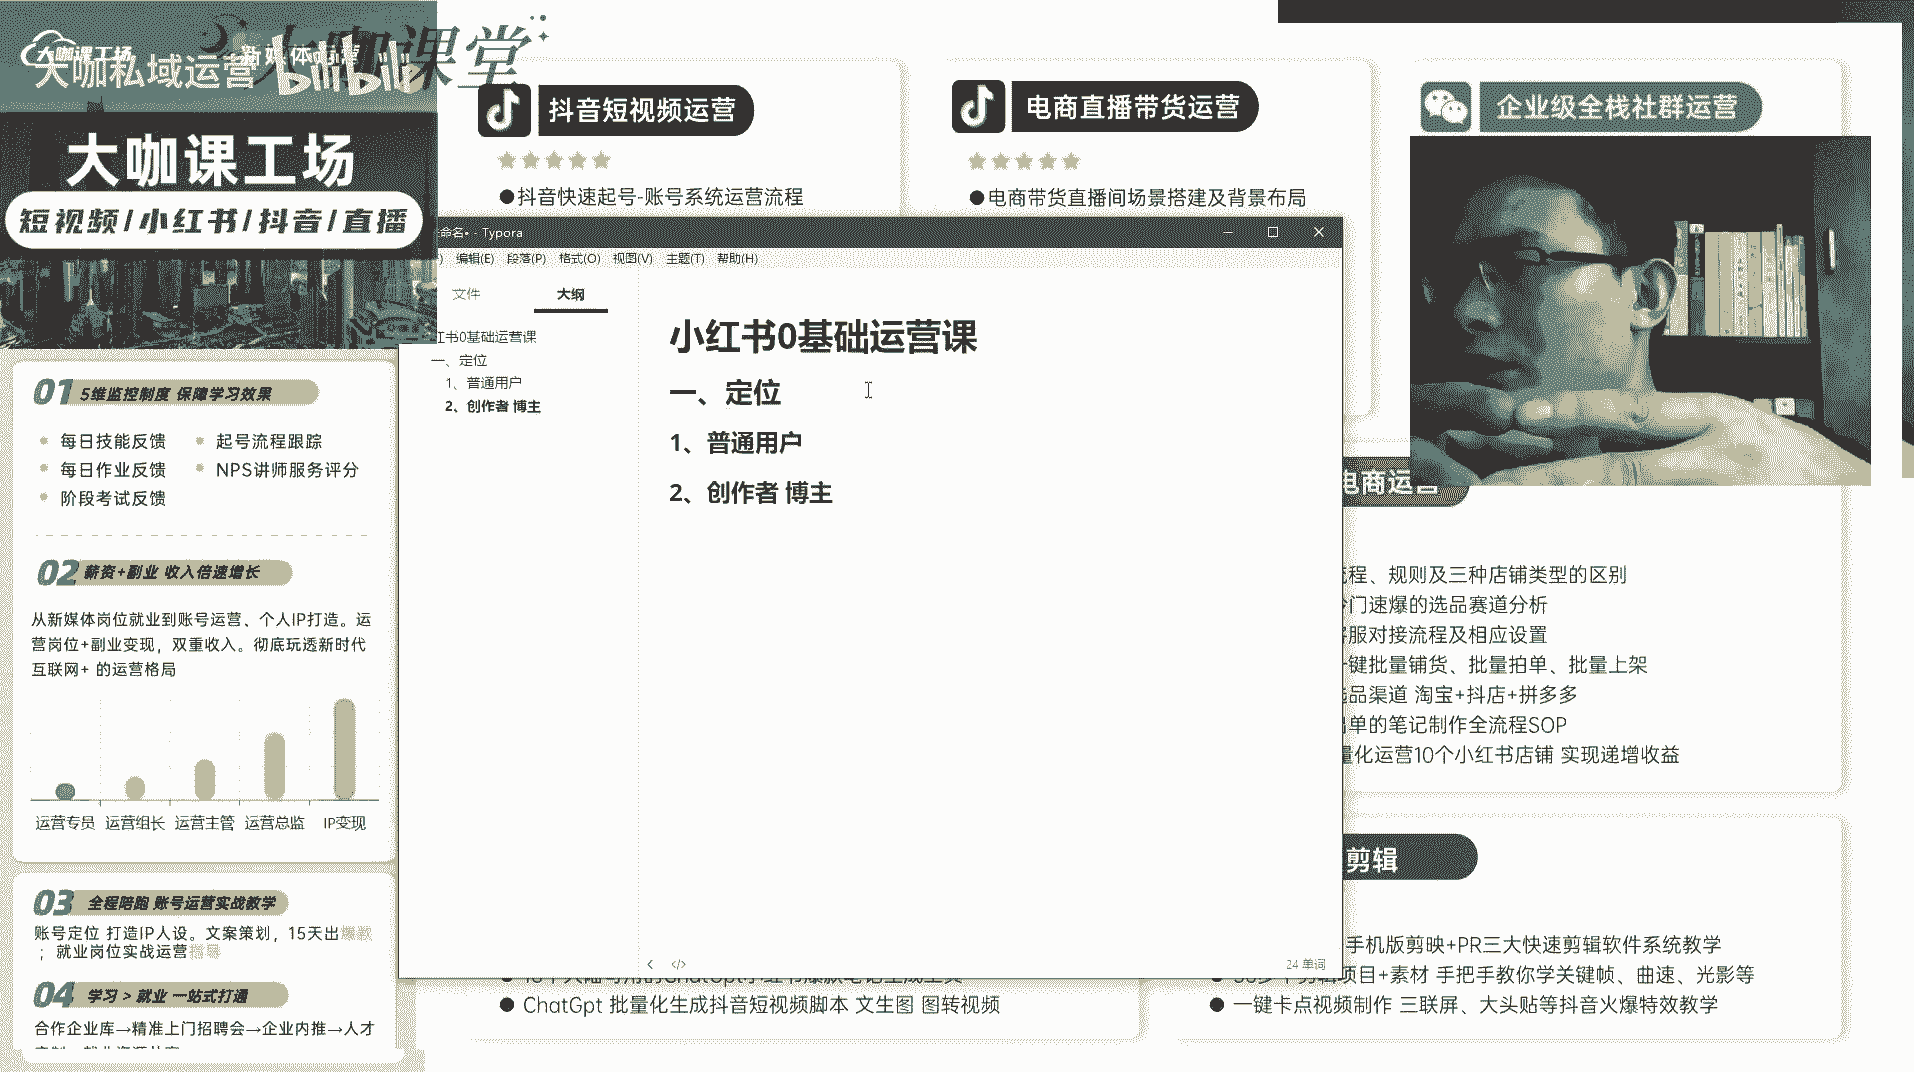 大咖课工场
大咖私域运营
新媒体运营
bilibili
大咖课堂
大咖课工场
短视频/小红书/抖音/直播
01 5维监控制度 保障学习效果
每日技能反馈
起号流程跟踪
每日作业反馈
NPS讲师服务评分
阶段考试反馈
02 薪资+副业 收入倍速增长
从新媒体岗位就业到账号运营、个人IP打造。运
营岗位+副业变现，双重收入。彻底玩透新时代
互联网+ 的运营格局
运营专员 运营组长 运营主管 运营总监 IP变现
03 全程陪跑 账号运营实战教学
账号定位 打造IP人设。文案策划，15天出爆款
；就业岗位实战运营指导
04 学习 > 就业 一站式打通
合作企业库→精准上门招聘会→企业内推→人才
抖音短视频运营
●抖音快速起号-账号系统运营流程
电商直播带货运营
●电商带货直播间场景搭建及背景布局
企业级全栈社群运营
命名• - Typora
编辑(E) 段落(P) 格式(O) 视图(V) 主题(T) 帮助(H)
文件 大纲
红书0基础运营课
一、定位
1、普通用户
2、创作者 博主
小红书0基础运营课
一、定位
1、普通用户
2、创作者 博主
24 单词
电商运营
流程、规则及三种店铺类型的区别
冷门速爆的选品赛道分析
客服对接流程及相应设置
一键批量铺货、批量拍单、批量上架
选品渠道 淘宝+抖店+拼多多
出单的笔记制作全流程SOP
量化运营10个小红书店铺 实现递增收益
● ChatGpt 批量化生成抖音短视频脚本 文生图 图转视频
剪辑
手机版剪映+PR三大快速剪辑软件系统教学
项目+素材 手把手教你学关键帧、曲速、光影等
● 一键卡点视频制作 三联屏、大头贴等抖音火爆特效教学